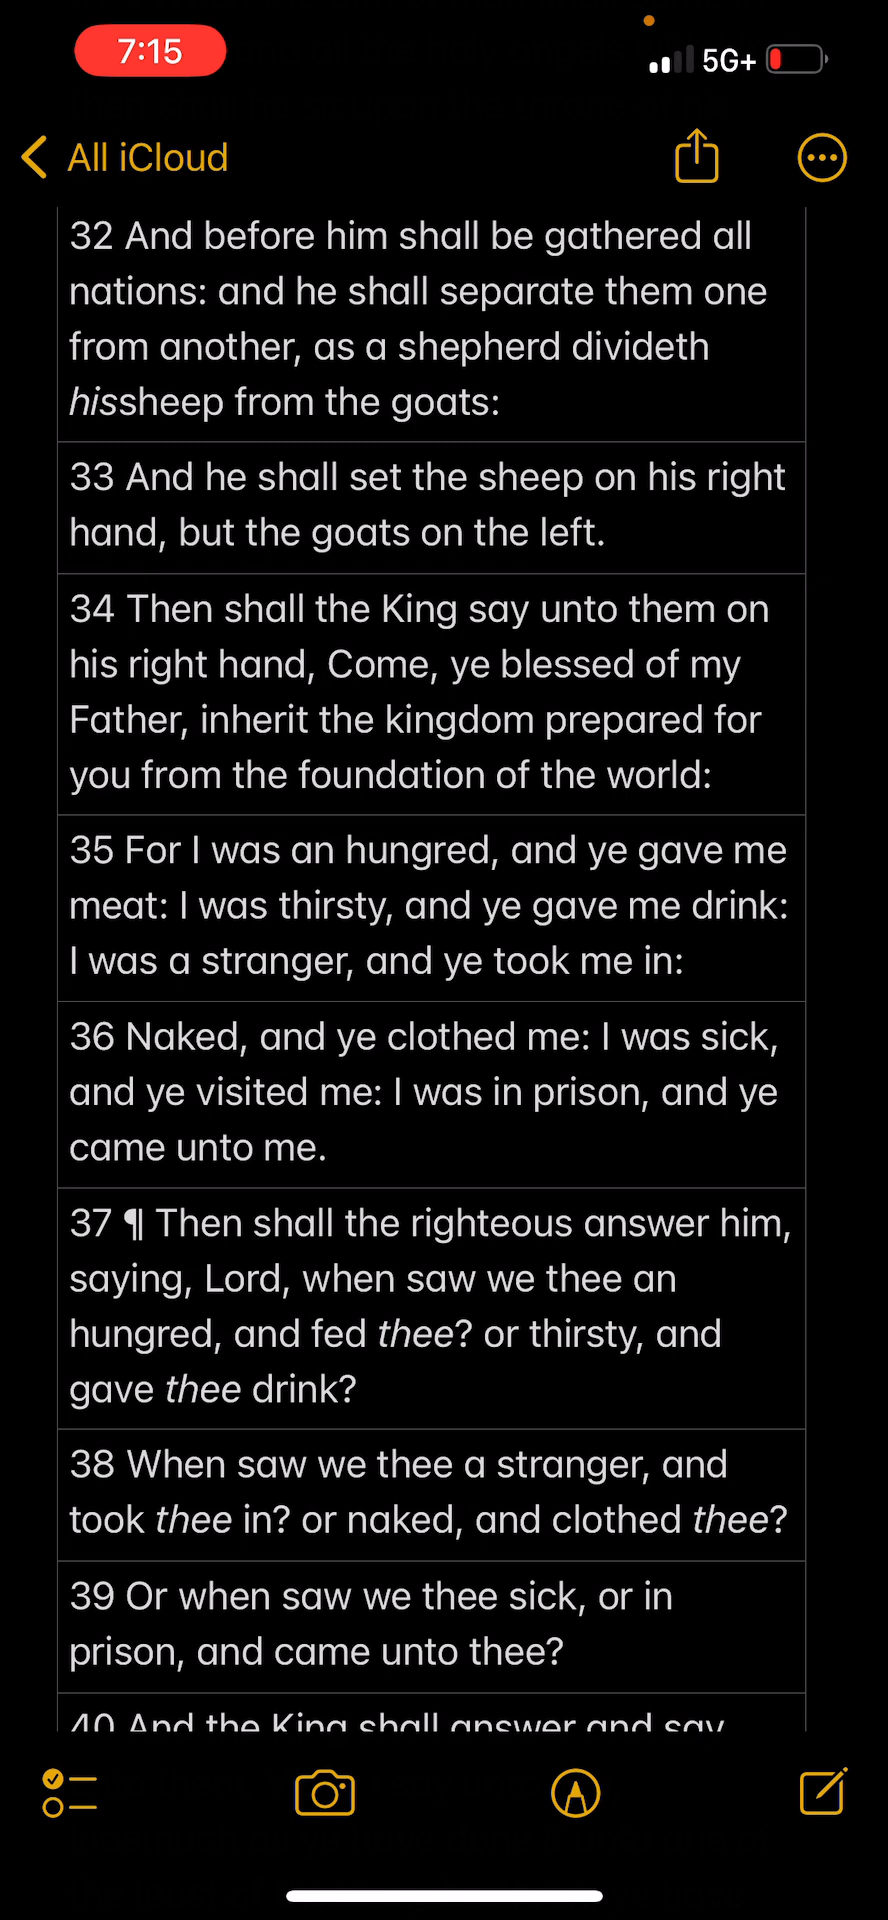 7:15
5G+
All iCloud
32 And before him shall be gathered all
nations: and he shall separate them one
from another, as a shepherd divideth
hissheep from the goats:
33 And he shall set the sheep on his right
hand, but the goats on the left.
34 Then shall the King say unto them on
his right hand, Come, ye blessed of my
Father, inherit the kingdom prepared for
you from the foundation of the world:
35 For I was an hungred, and ye gave me
meat: I was thirsty, and ye gave me drink:
I was a stranger, and ye took me in:
36 Naked, and ye clothed me: I was sick,
and ye visited me: I was in prison, and ye
came unto me.
37 ¶ Then shall the righteous answer him,
saying, Lord, when saw we thee an
hungred, and fed thee? or thirsty, and
gave thee drink?
38 When saw we thee a stranger, and
took thee in? or naked, and clothed thee?
39 Or when saw we thee sick, or in
prison, and came unto thee?
40 And the King shall answer and say